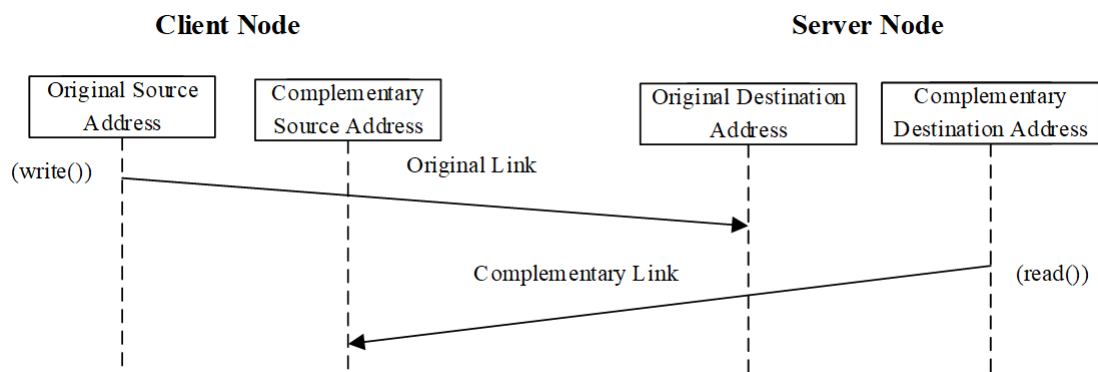 Client Node
Server Node
Original Source
Address
Complementary
Source Address
Original Destination
Address
Complementary
Destination Address
(write())
Original Link
Complementary Link
(read())